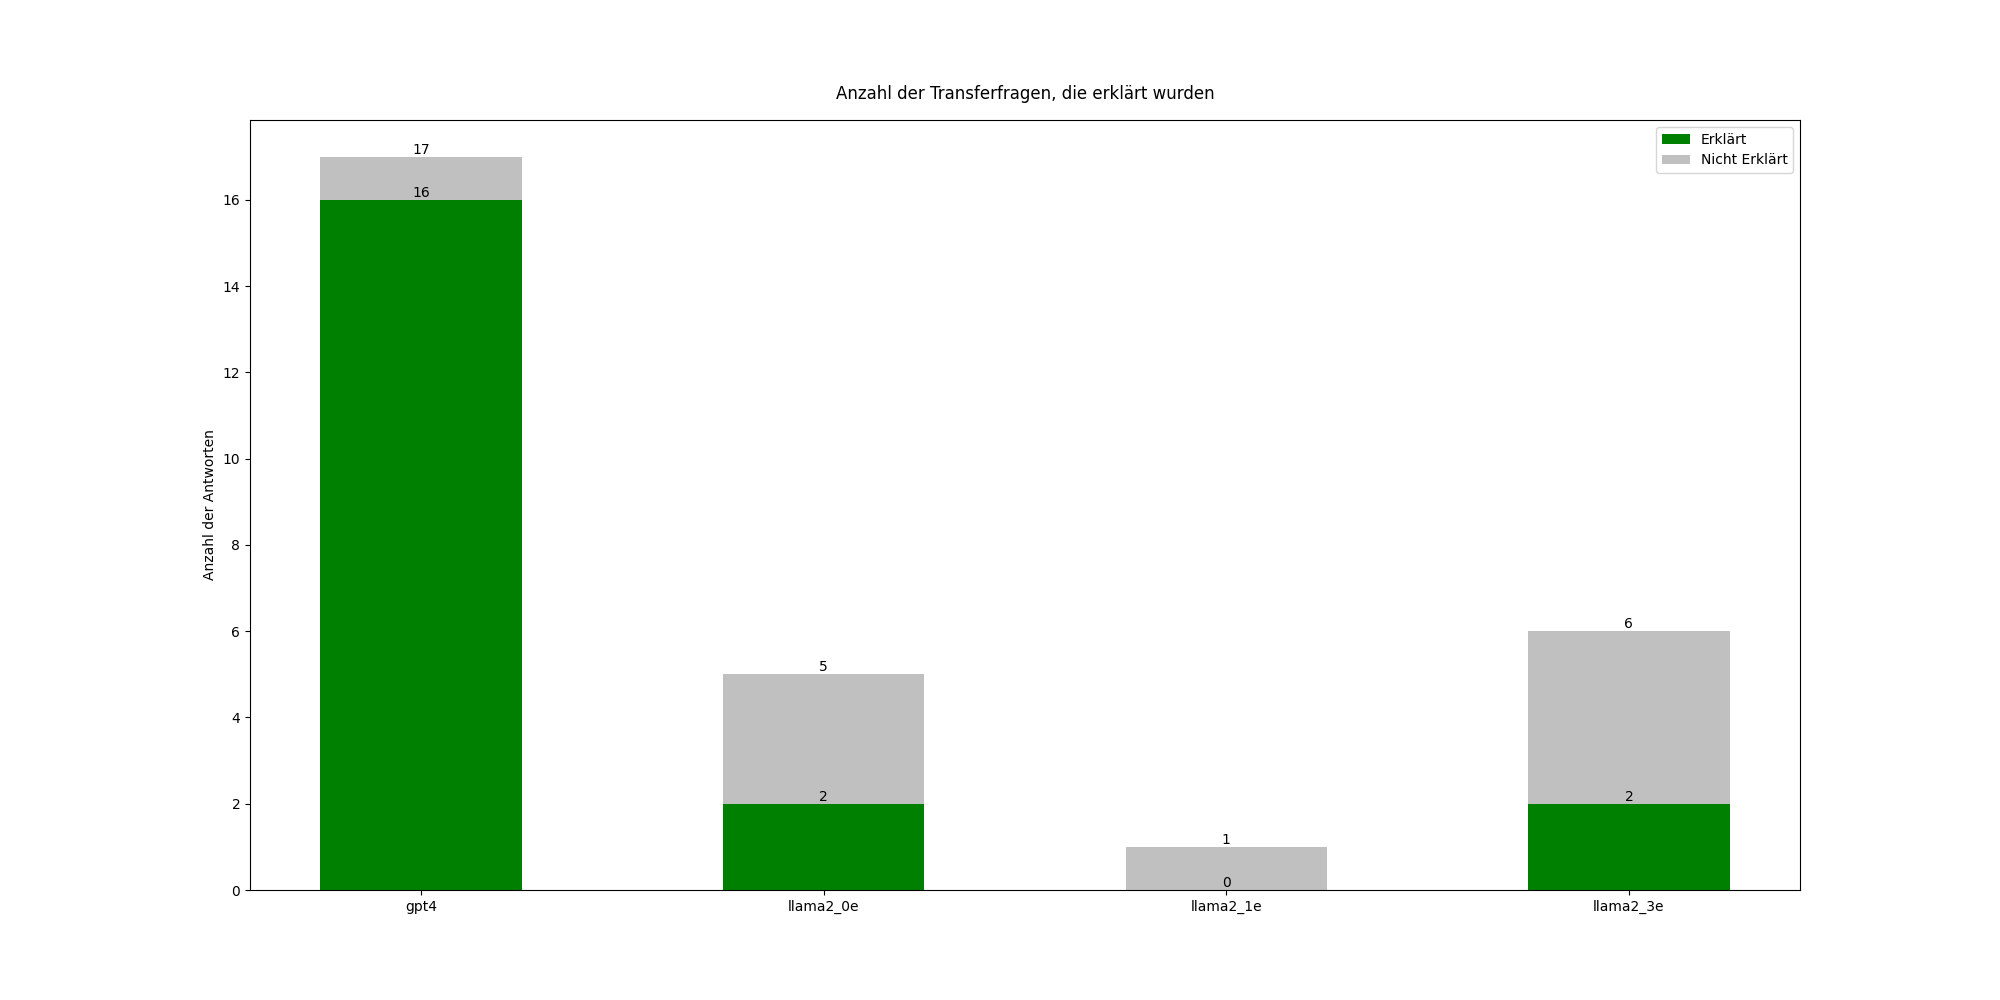 Anzahl der Transferfragen, die erklärt wurden
Erklärt
Nicht Erklärt
Anzahl der Antworten
16
14
12
10
8
6
4
2
0
17
16
5
2
1
0
6
2
gpt4
llama2_0e
llama2_1e
llama2_3e